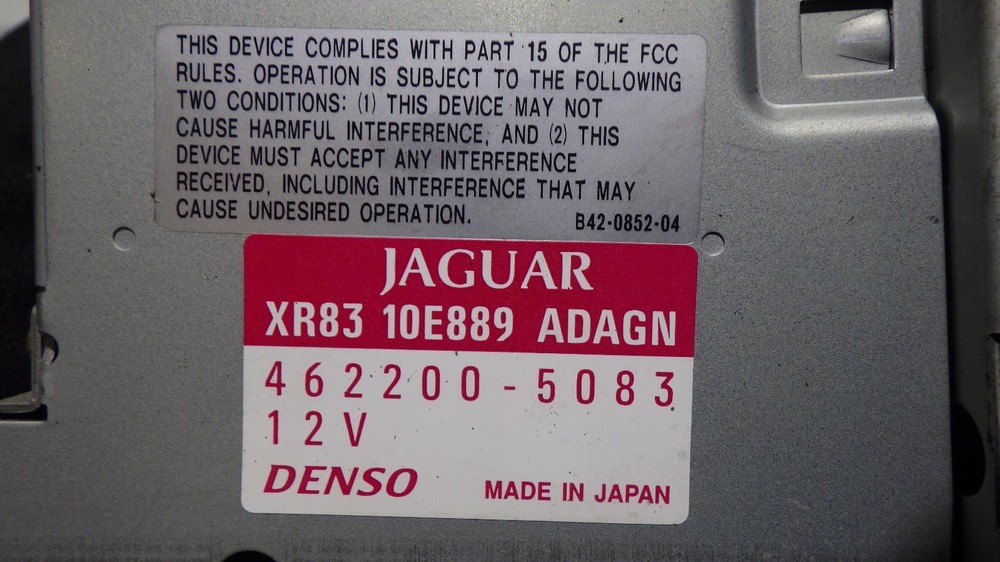 THIS DEVICE COMPLIES WITH PART 15 OF THE FCC
RULES. OPERATION IS SUBJECT TO THE FOLLOWING
TWO CONDITIONS: (1) THIS DEVICE MAY NOT
CAUSE HARMFUL INTERFERENCE, AND (2) THIS
DEVICE MUST ACCEPT ANY INTERFERENCE
RECEIVED, INCLUDING INTERFERENCE THAT MAY
CAUSE UNDESIRED OPERATION.
B42-0852-04
JAGUAR
XR83 10E889 ADAGN
462200-5083
12V
DENSO
MADE IN JAPAN